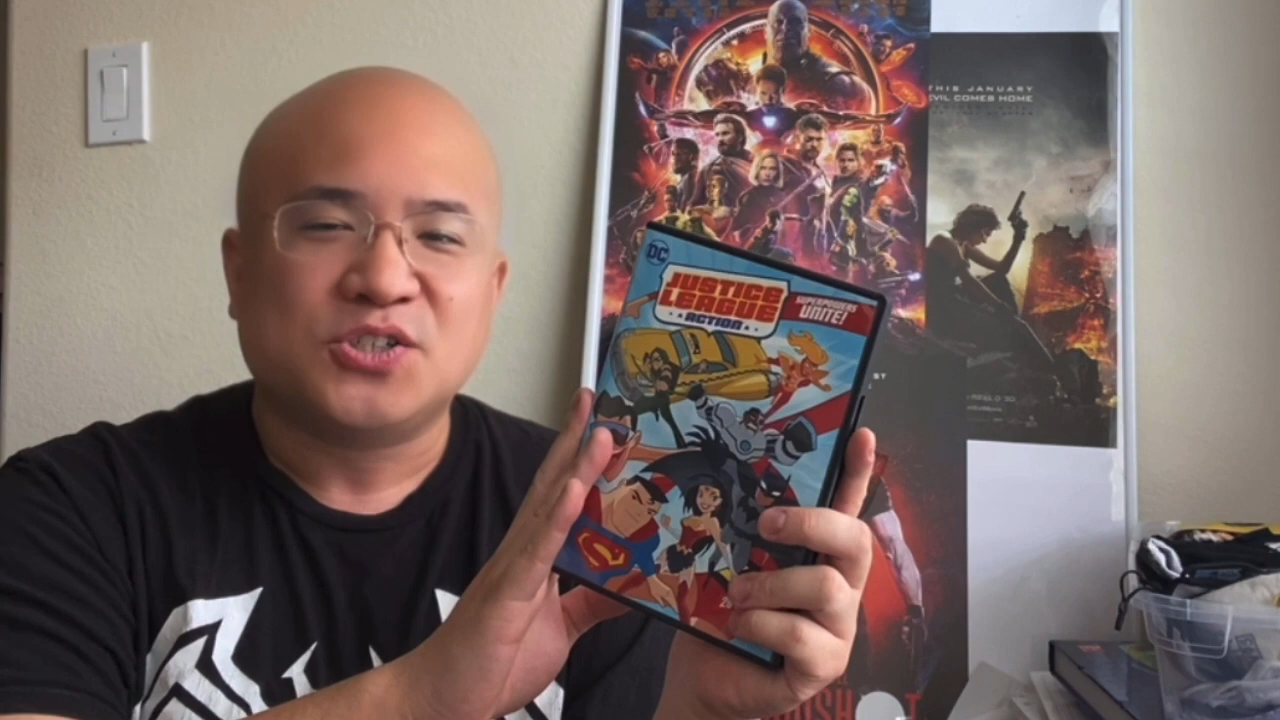 THIS JANUARY
EVIL COMES HOME
DC
JUSTICE
LEAGUE
ACTION
SUPERPOWERS
UNITE!